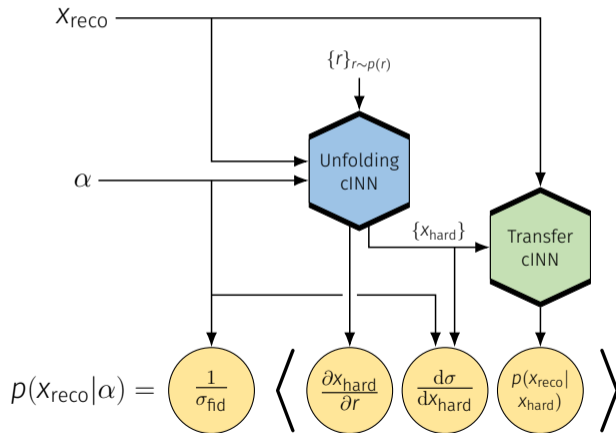 x_reco
{r}_{r∼p(r)}
Unfolding
cINN
α
{x_hard}
Transfer
cINN
p(x_reco|α) = 1/σ_fid ⟨ ∂x_hard/∂r dσ/dx_hard p(x_reco|
x_hard) ⟩